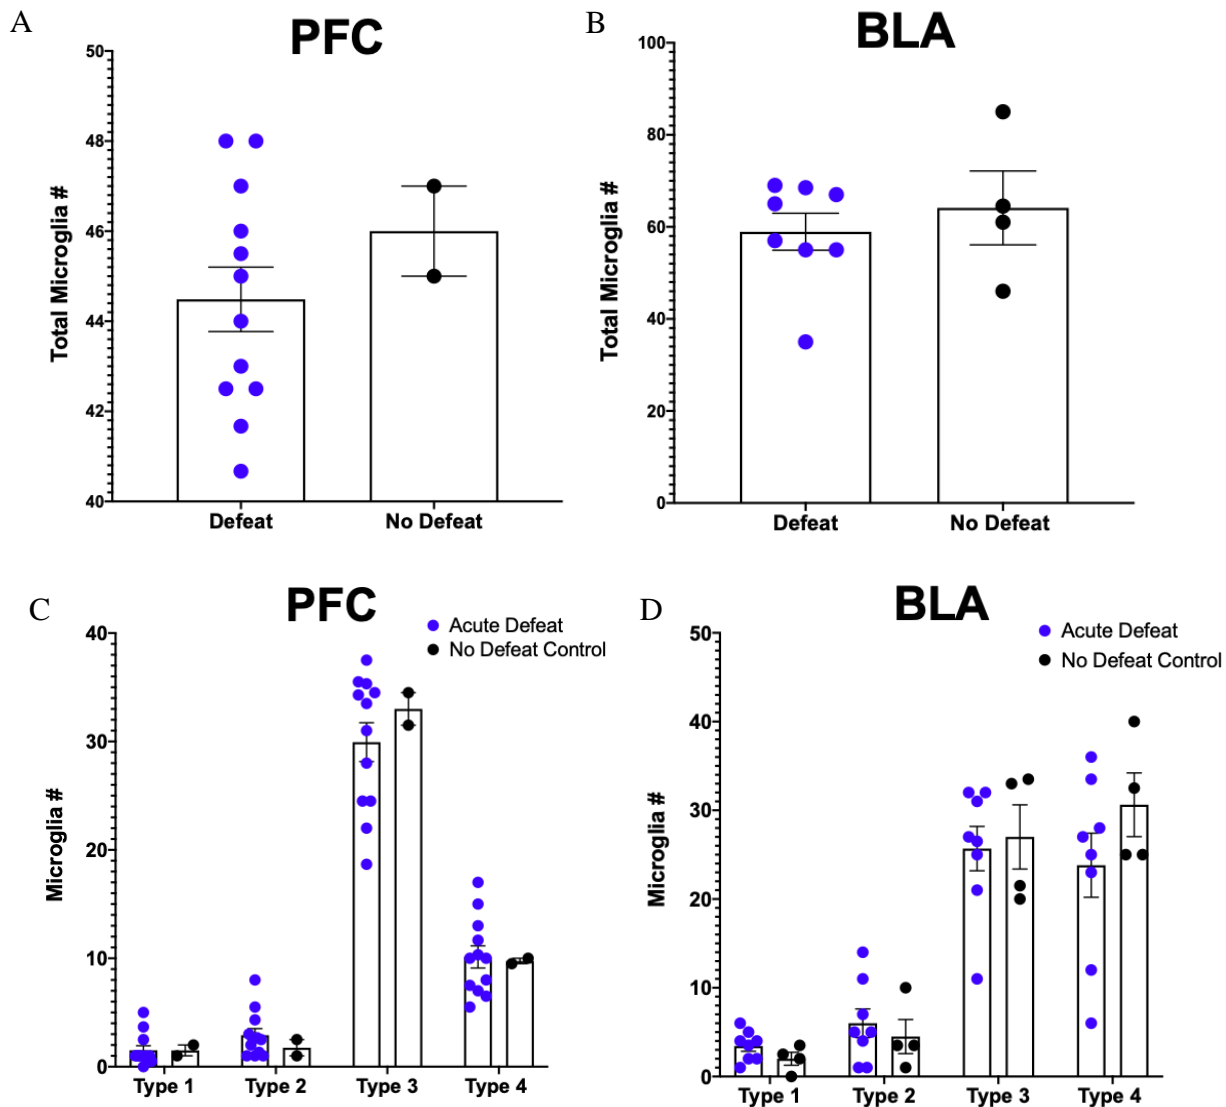 A
PFC
50
48
46
44
42
40
Total Microglia #
Defeat
No Defeat
B
BLA
100
80
60
40
20
0
Total Microglia #
Defeat
No Defeat
C
PFC
Acute Defeat
No Defeat Control
40
30
20
10
0
Microglia #
Type 1
Type 2
Type 3
Type 4
D
BLA
Acute Defeat
No Defeat Control
50
40
30
20
10
0
Microglia #
Type 1
Type 2
Type 3
Type 4